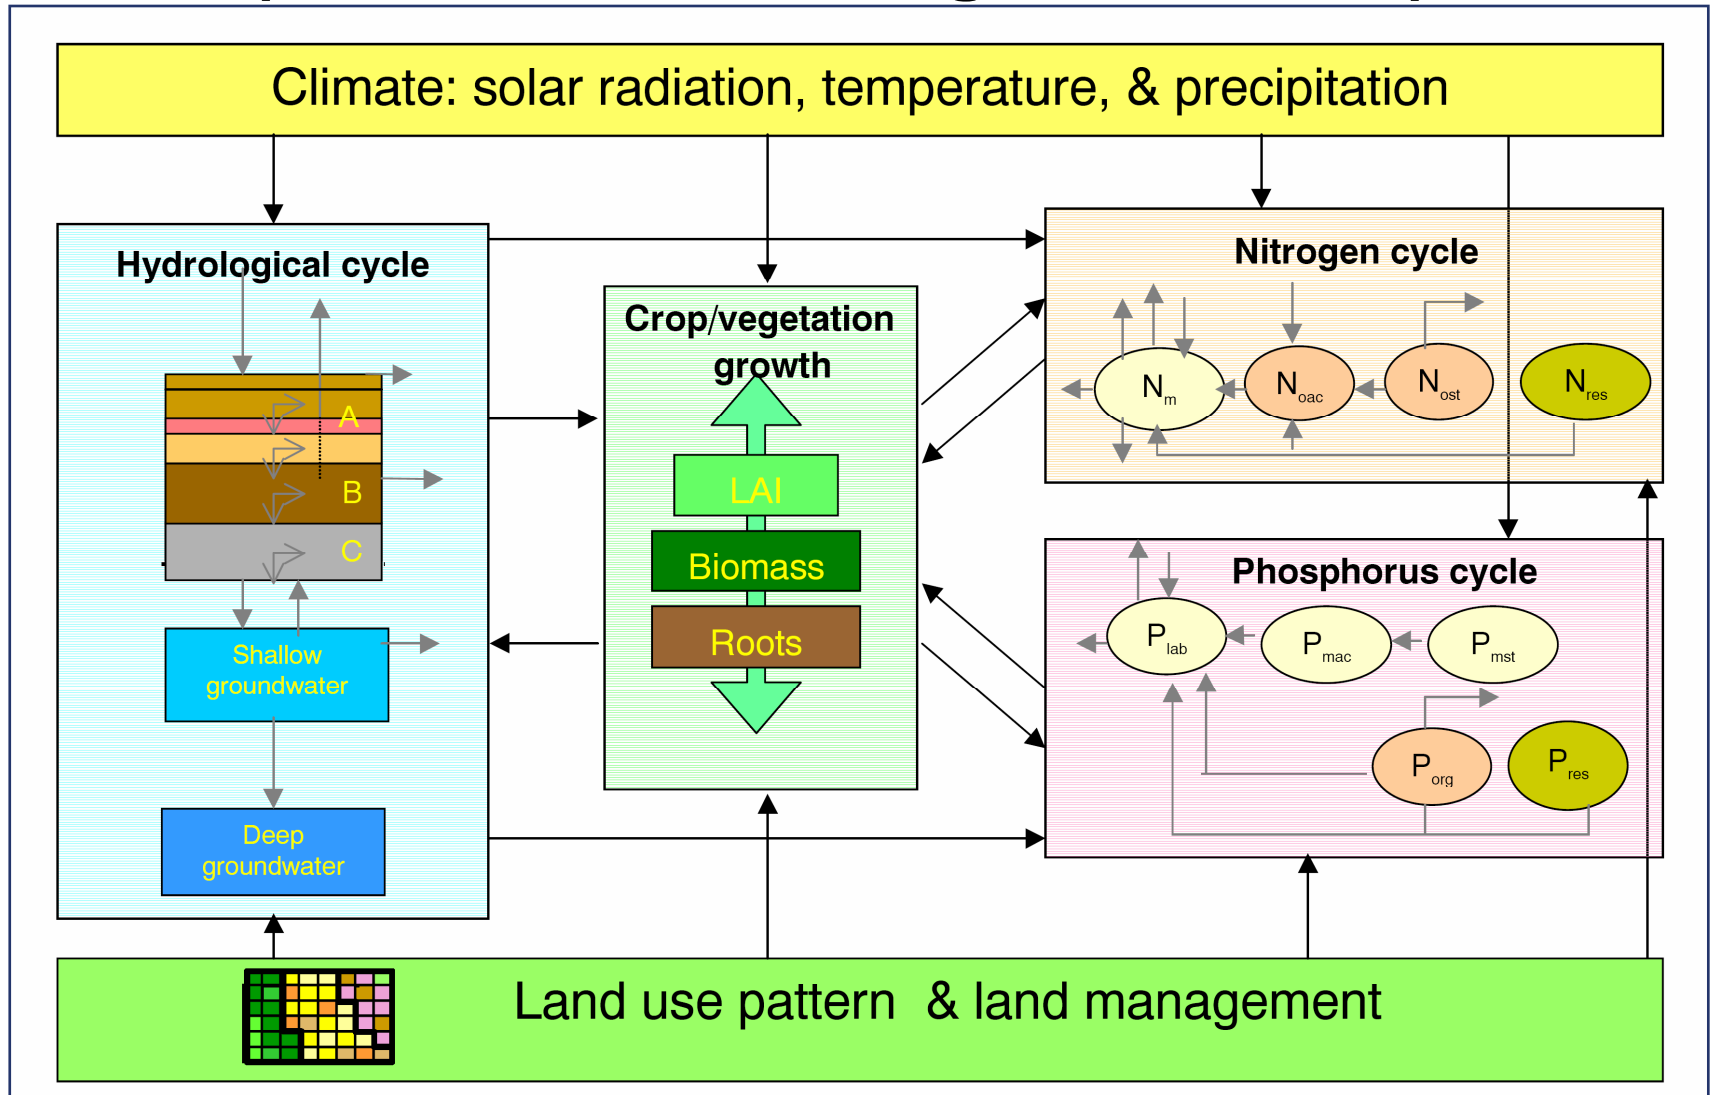 Climate: solar radiation, temperature, & precipitation
Hydrological cycle
A
B
C
Shallow
groundwater
Deep
groundwater
Crop/vegetation
growth
LAI
Biomass
Roots
Nitrogen cycle
Nm
Noac
Nost
Nres
Phosphorus cycle
Plab
Pmac
Pmst
Porg
Pres
Land use pattern & land management